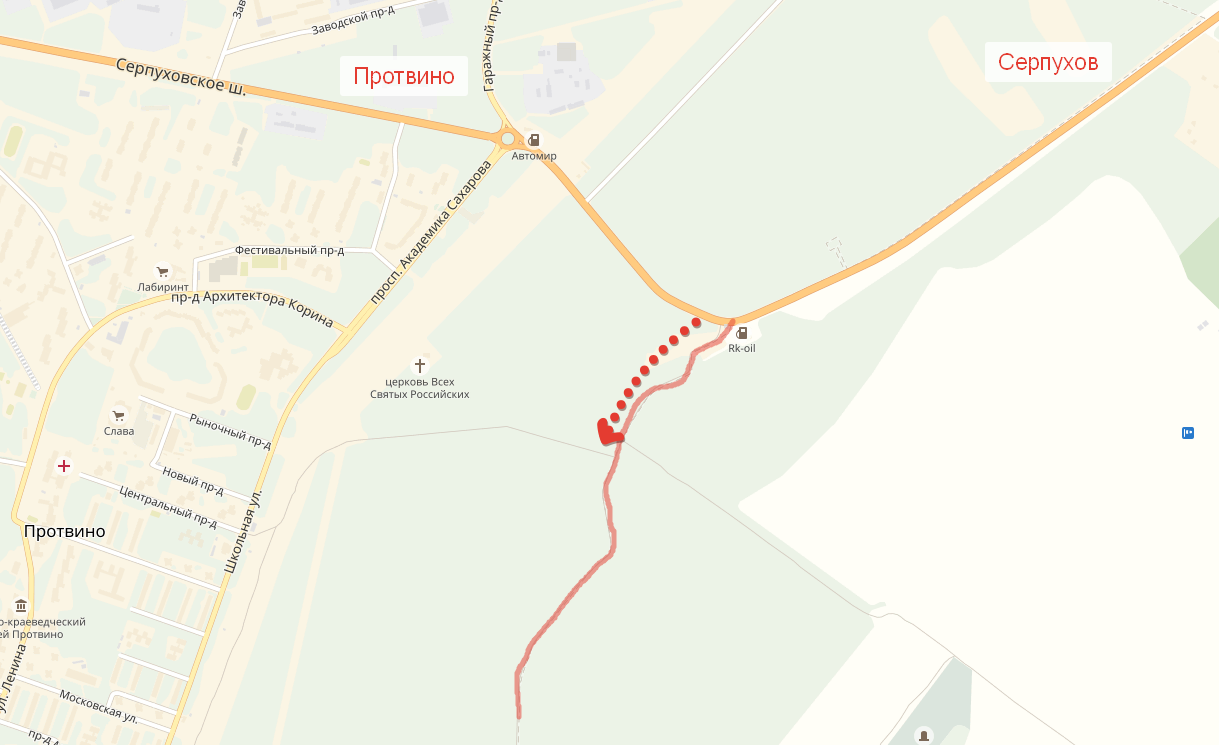 Заводской пр-д
Гаражный пр-
Серпуховское ш.
Протвино
Серпухов
Автомир
просп. Академика Сахарова
Фестивальный пр-д
Лабиринт
пр-д Архитектора Корина
Rk-oil
церковь Всех
Святых Российских
Слава
Рыночный пр-д
Новый пр-д
Центральный пр-д
Школьная ул.
Протвино
о-краеведческий
ей Протвино
ул. Ленина
Московская ул.